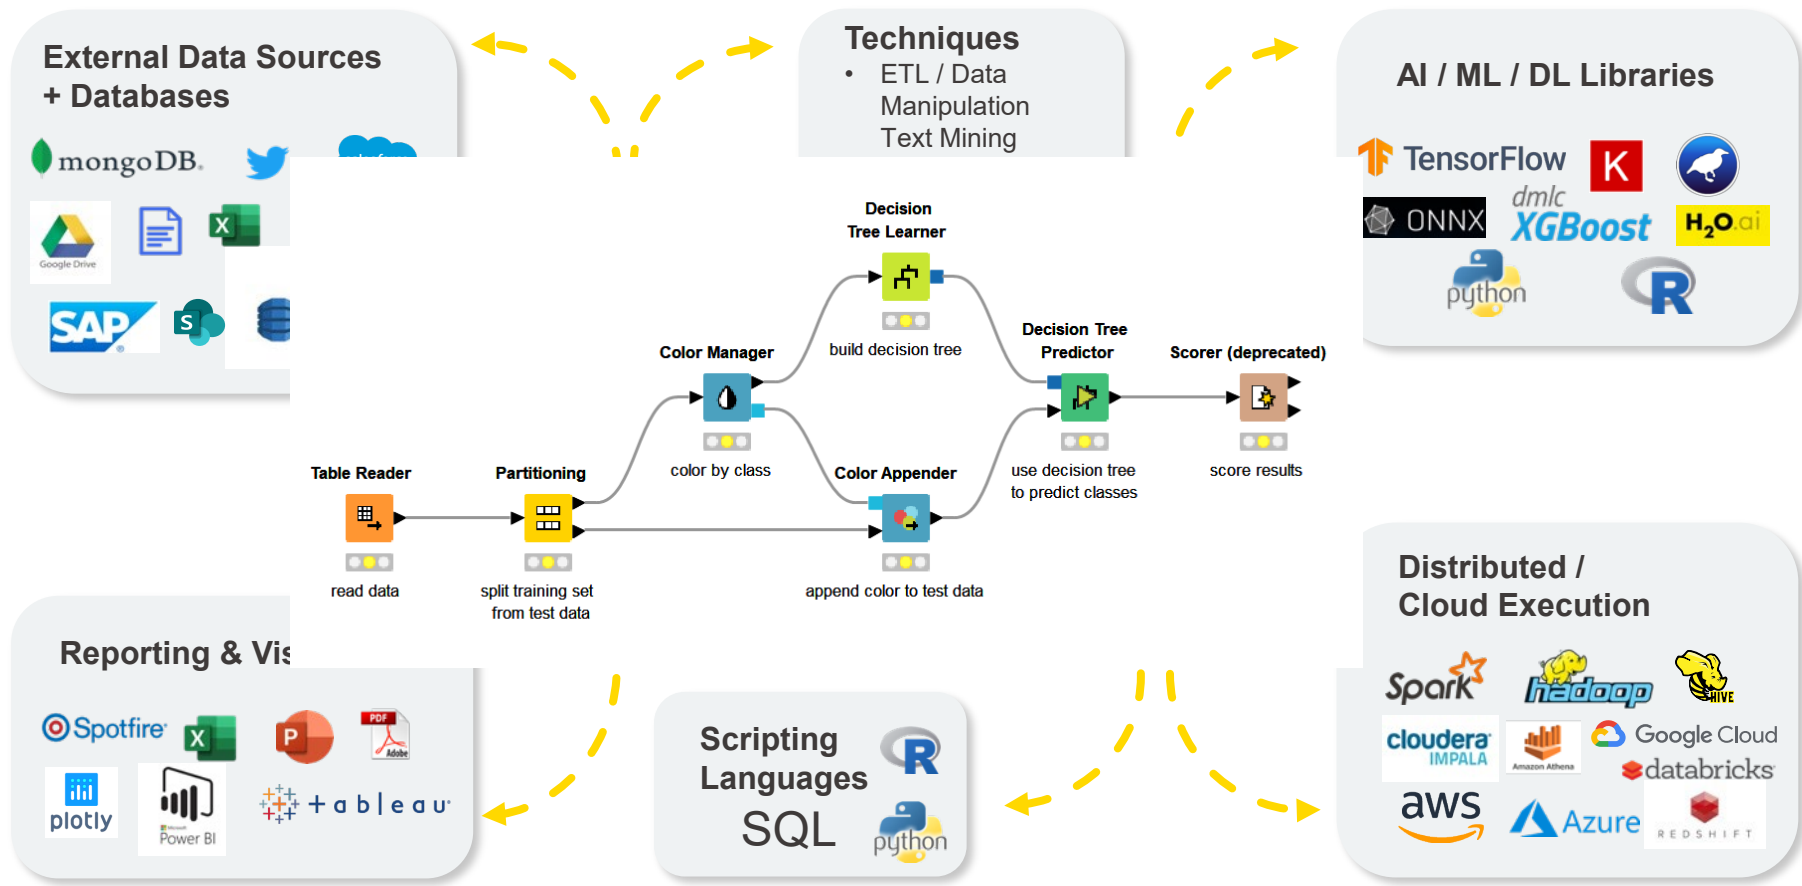 External Data Sources
+ Databases
mongoDB.
Google Drive
X
SAP
S
Techniques
• ETL / Data
Manipulation
Text Mining
AI / ML / DL Libraries
TensorFlow
K
ONNX
dmlc
XGBoost
H2O.ai
python
R
Decision
Tree Learner
build decision tree
Color Manager
color by class
Decision Tree
Predictor
use decision tree
to predict classes
Scorer (deprecated)
score results
Table Reader
read data
Partitioning
split training set
from test data
Color Appender
append color to test data
Reporting & Vis
Spotfire
X
P
PDF
Adobe
plotly
Microsoft
Power BI
+ableau
Scripting
Languages
R
SQL
python
Distributed /
Cloud Execution
Spark
hadoop
HIVE
cloudera
IMPALA
Amazon Athena
Google Cloud
databricks
aws
Azure
REDSHIFT